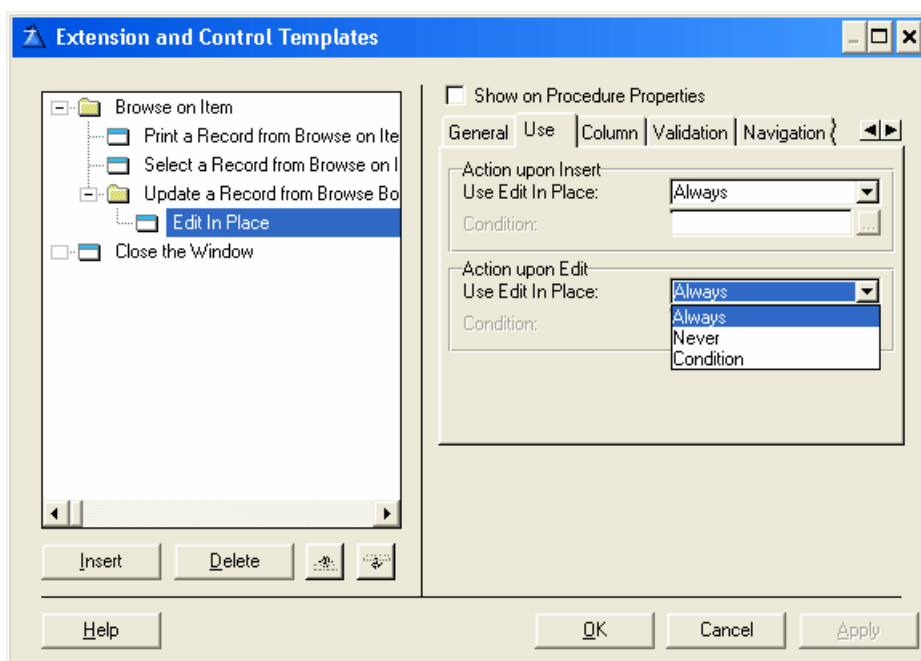 Extension and Control Templates
Browse on Item
Print a Record from Browse on Ite
Select a Record from Browse on I
Update a Record from Browse Bo
Edit In Place
Close the Window
Insert
Delete
Show on Procedure Properties
General
Use
Column
Validation
Navigation
Action upon Insert
Use Edit In Place:
Always
Condition:
...
Action upon Edit
Use Edit In Place:
Always
Condition:
Always
Never
Condition
Help
OK
Cancel
Apply